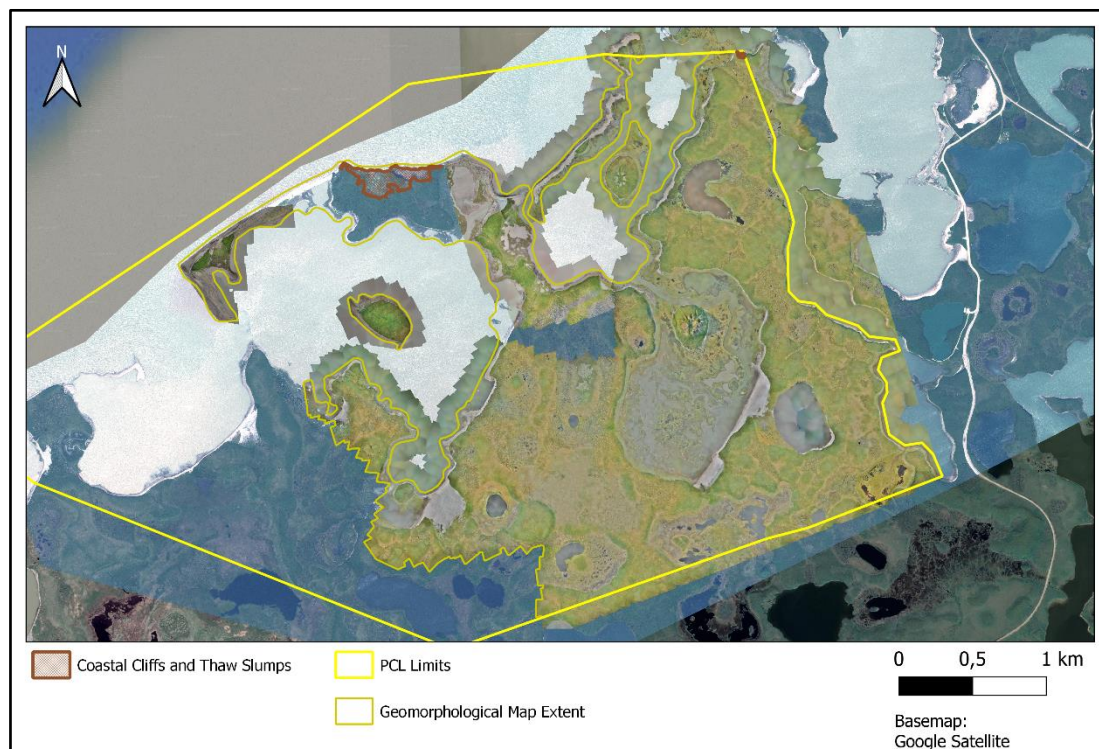 N
Coastal Cliffs and Thaw Slumps
PCL Limits
Geomorphological Map Extent
0 0,5 1 km
Basemap:
Google Satellite